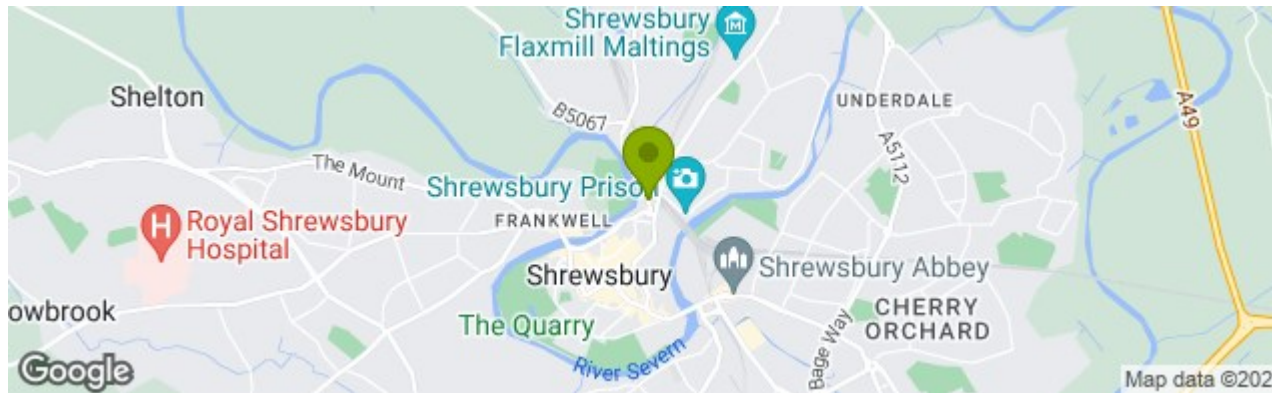 Shrewsbury
Flaxmill Maltings
M
Shelton
B5067
UNDERDALE
A49
A5112
The Mount
Shrewsbury Prison
H
Royal Shrewsbury
Hospital
FRANKWELL
Shrewsbury
Shrewsbury Abbey
owbrook
The Quarry
CHERRY
ORCHARD
River Severn
Bage Way
Google
Map data ©202